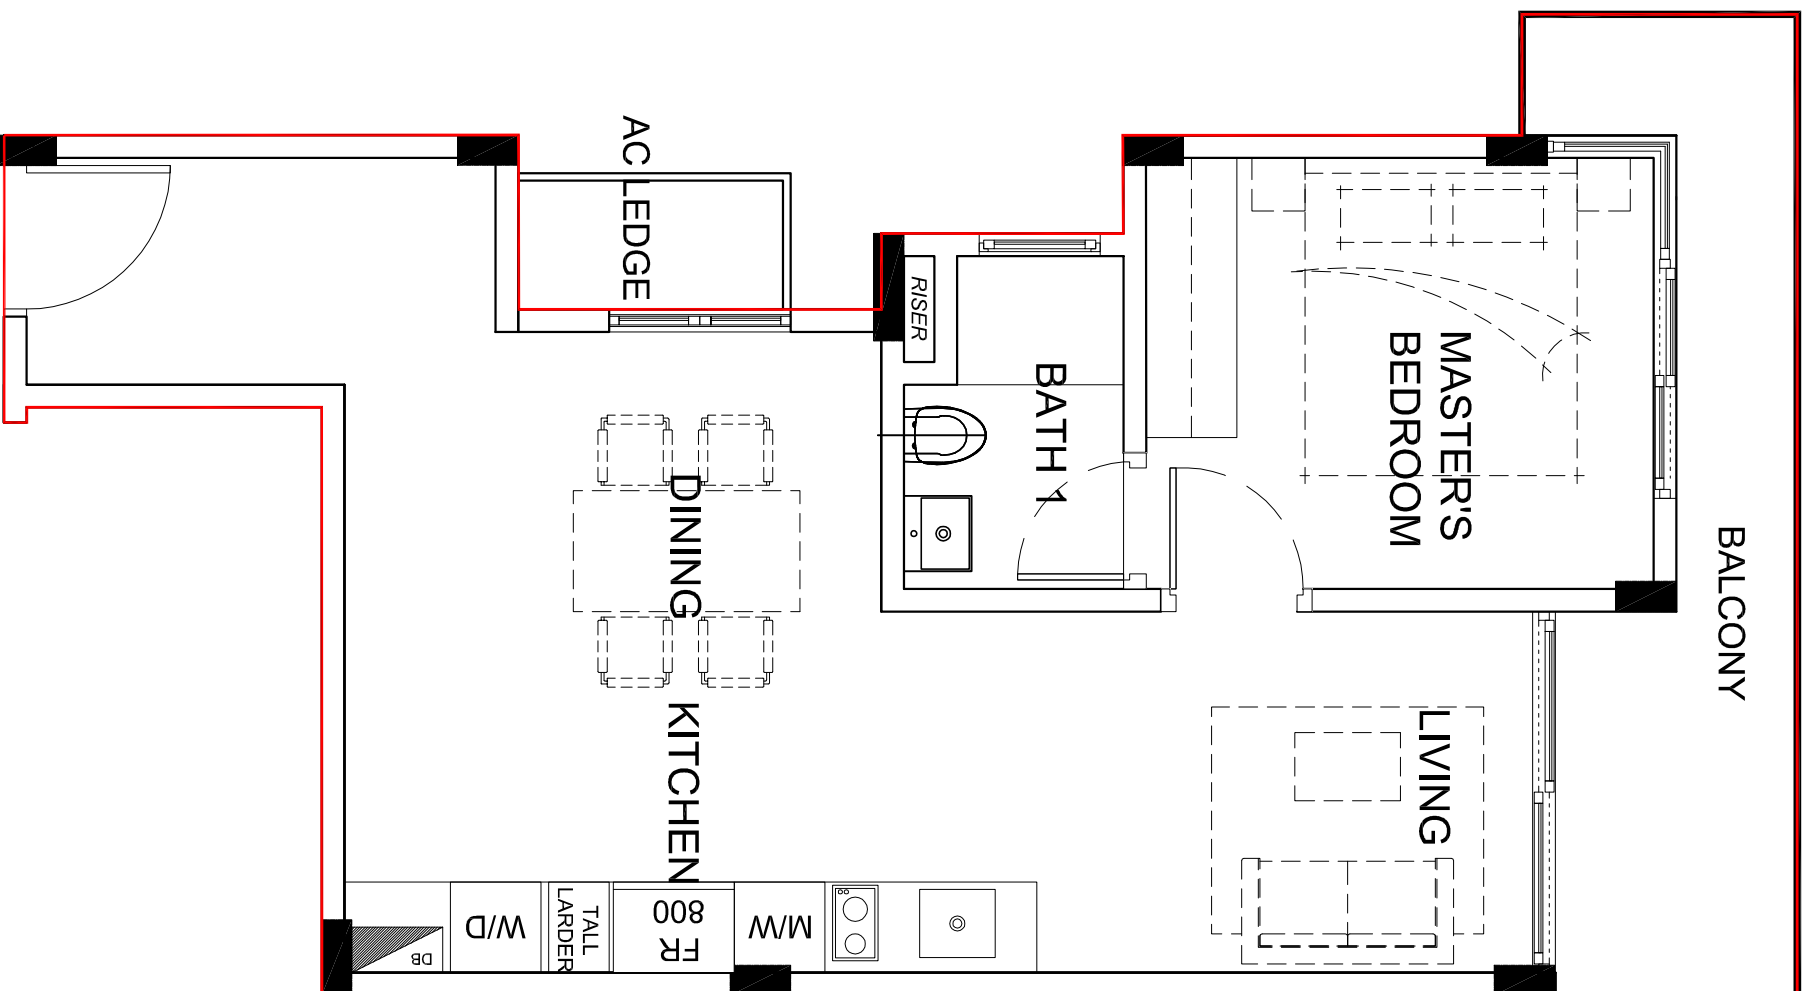 AC LEDGE
RISER
BATH 1
MASTER'S
BEDROOM
BALCONY
DINING
KITCHEN
LIVING
DB
W/D
TALL
LARDER
FR
800
M/W